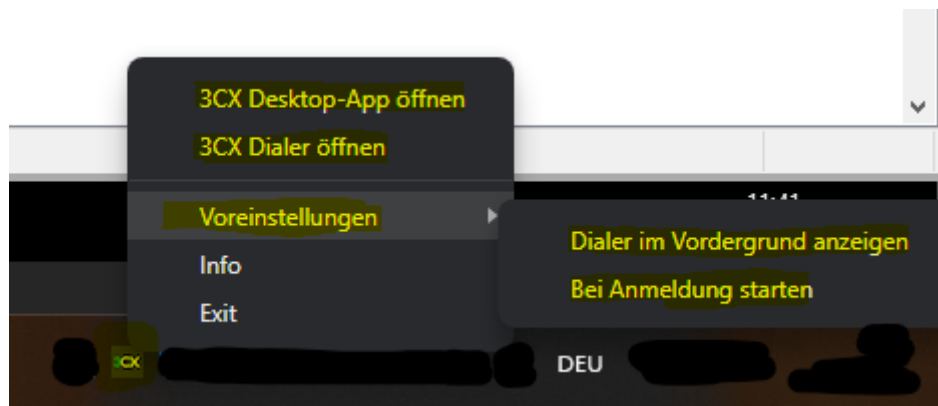 3CX Desktop-App öffnen
3CX Dialer öffnen
Voreinstellungen
Dialer im Vordergrund anzeigen
Bei Anmeldung starten
Info
Exit
3CX
DEU